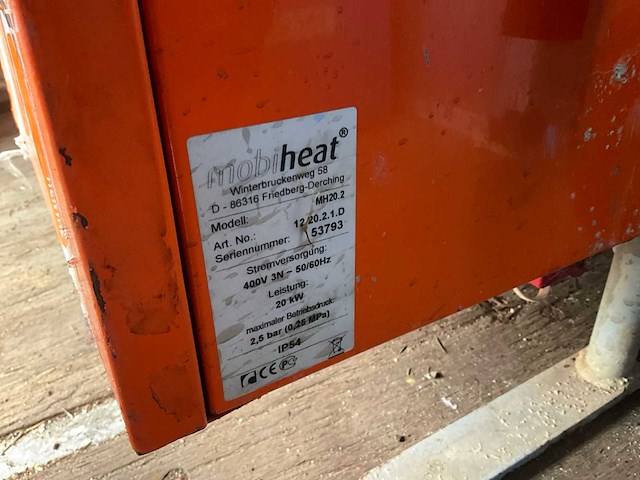 mobiheat®
Winterbruckenweg 58
D - 86316 Friedberg-Derching
Modell: MH20.2
Art. No.: 12.20.2.1.D
Seriennummer: 53793
Stromversorgung:
400V 3N ~ 50/60Hz
Leistung:
20 kW
maximaler Betriebsdruck:
2,5 bar (0,25 MPa)
IP54
CE